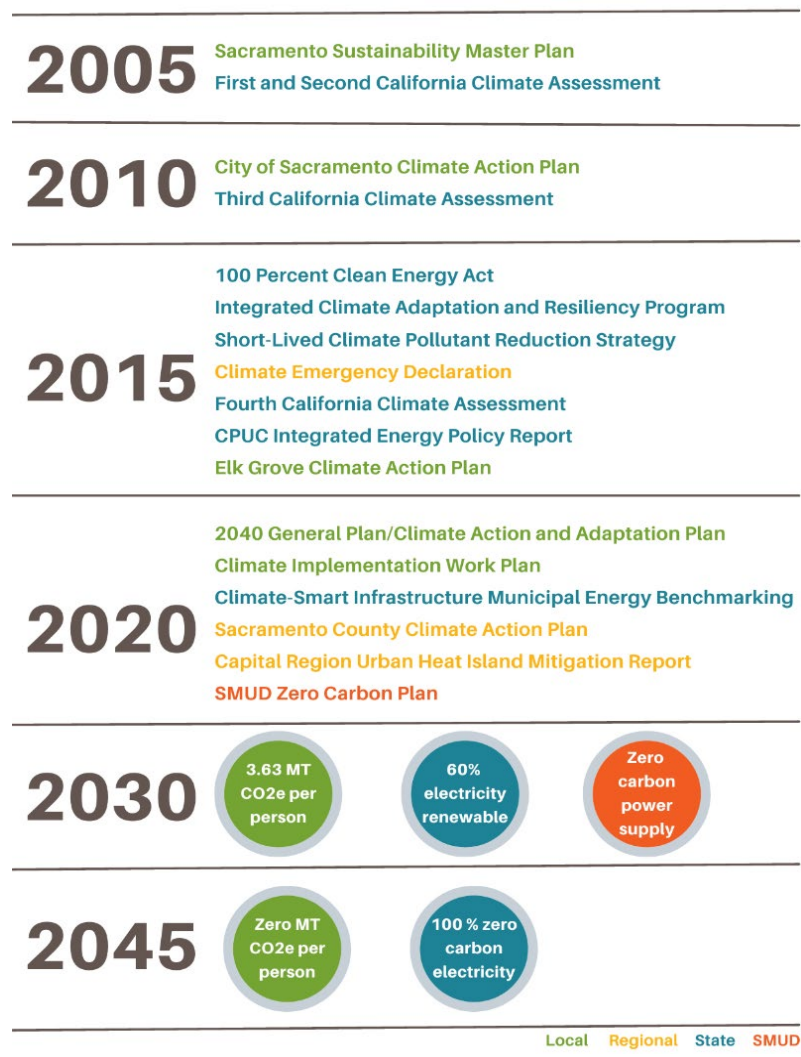 2005
Sacramento Sustainability Master Plan
First and Second California Climate Assessment
2010
City of Sacramento Climate Action Plan
Third California Climate Assessment
2015
100 Percent Clean Energy Act
Integrated Climate Adaptation and Resiliency Program
Short-Lived Climate Pollutant Reduction Strategy
Climate Emergency Declaration
Fourth California Climate Assessment
CPUC Integrated Energy Policy Report
Elk Grove Climate Action Plan
2020
2040 General Plan/Climate Action and Adaptation Plan
Climate Implementation Work Plan
Climate-Smart Infrastructure Municipal Energy Benchmarking
Sacramento County Climate Action Plan
Capital Region Urban Heat Island Mitigation Report
SMUD Zero Carbon Plan
2030
3.63 MT
CO2e per
person
60%
electricity
renewable
Zero
carbon
power
supply
2045
Zero MT
CO2e per
person
100 % zero
carbon
electricity
Local Regional State SMUD